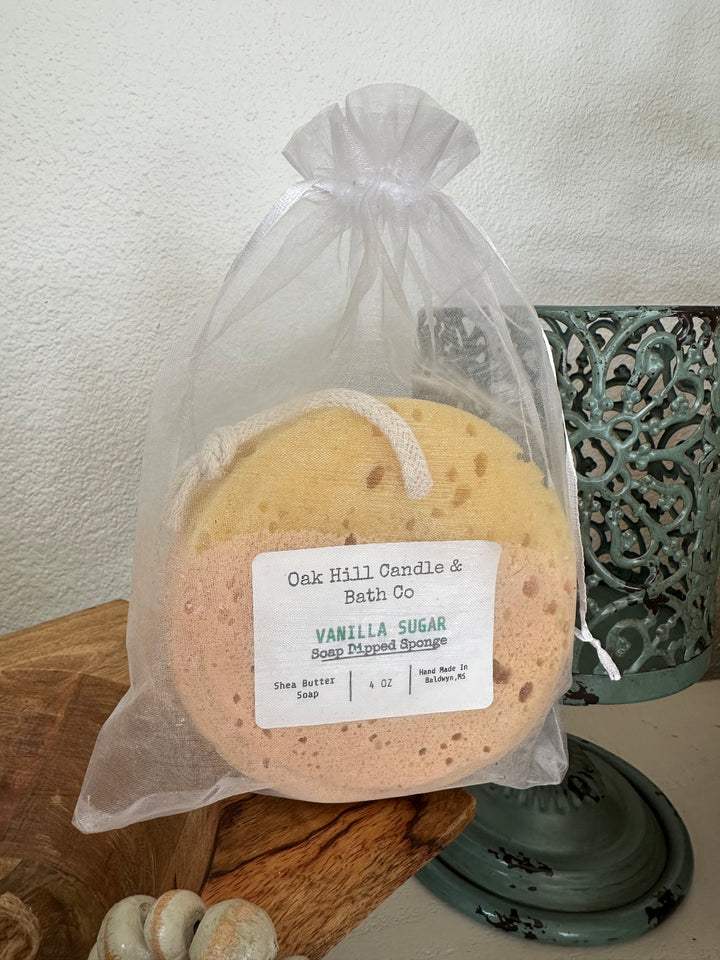 Oak Hill Candle &
Bath Co
VANILLA SUGAR
Soap Dipped Sponge
Shea Butter
Soap
4 OZ
Hand Made In
Baldwyn,MS